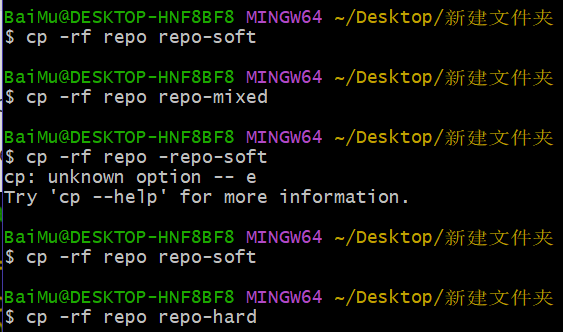 BaiMu@DESKTOP-HNF8BF8 MINGW64 ~/Desktop/新建文件夹
$ cp -rf repo repo-soft
BaiMu@DESKTOP-HNF8BF8 MINGW64 ~/Desktop/新建文件夹
$ cp -rf repo repo-mixed
BaiMu@DESKTOP-HNF8BF8 MINGW64 ~/Desktop/新建文件夹
$ cp -rf repo -repo-soft
cp: unknown option -- e
Try 'cp --help' for more information.
BaiMu@DESKTOP-HNF8BF8 MINGW64 ~/Desktop/新建文件夹
$ cp -rf repo repo-soft
BaiMu@DESKTOP-HNF8BF8 MINGW64 ~/Desktop/新建文件夹
$ cp -rf repo repo-hard